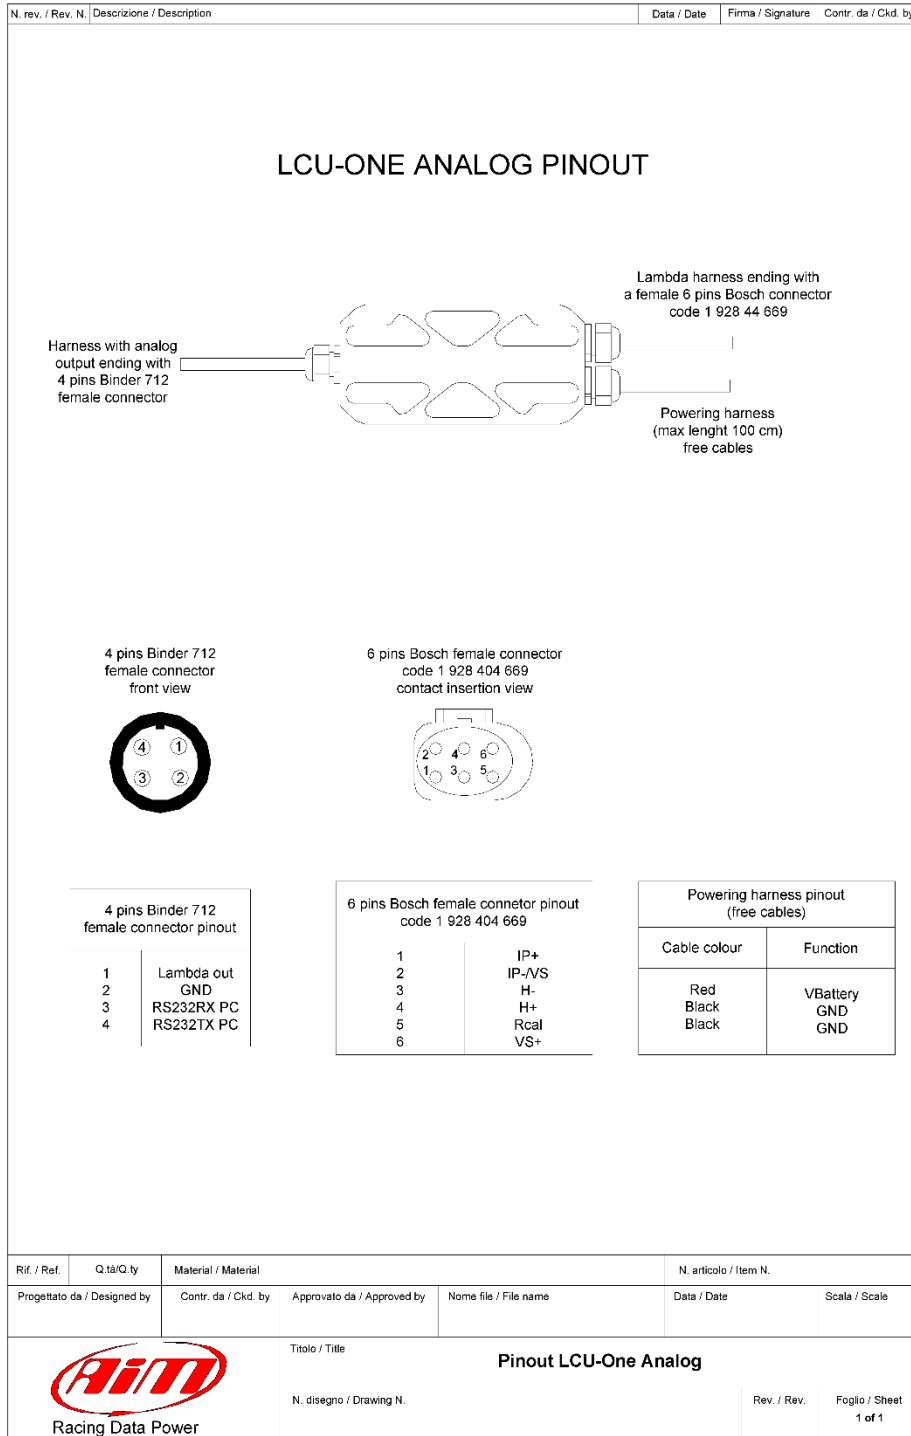 N. rev. / Rev. N. Descrizione / Description Data / Date Firma / Signature Contr. da / Ckd. by
LCU-ONE ANALOG PINOUT
Lambda harness ending with
a female 6 pins Bosch connector
code 1 928 44 669
Harness with analog
output ending with
4 pins Binder 712
female connector
Powering harness
(max lenght 100 cm)
free cables
4 pins Binder 712
female connector
front view
6 pins Bosch female connector
code 1 928 404 669
contact insertion view
4 1
3 2
2 4 6
1 3 5
4 pins Binder 712
female connector pinout
1 Lambda out
2 GND
3 RS232RX PC
4 RS232TX PC
6 pins Bosch female connetor pinout
code 1 928 404 669
1 IP+
2 IP-/VS
3 H-
4 H+
5 Rcal
6 VS+
Powering harness pinout
(free cables)
Cable colour Function
Red VBattery
Black GND
Black GND
Rif. / Ref. Q.tà/Q.ty Material / Material N. articolo / Item N.
Progettato da / Designed by Contr. da / Ckd. by Approvato da / Approved by Nome file / File name Data / Date Scala / Scale
AiM
Racing Data Power
Titolo / Title
Pinout LCU-One Analog
N. disegno / Drawing N. Rev. / Rev. Foglio / Sheet
1 of 1